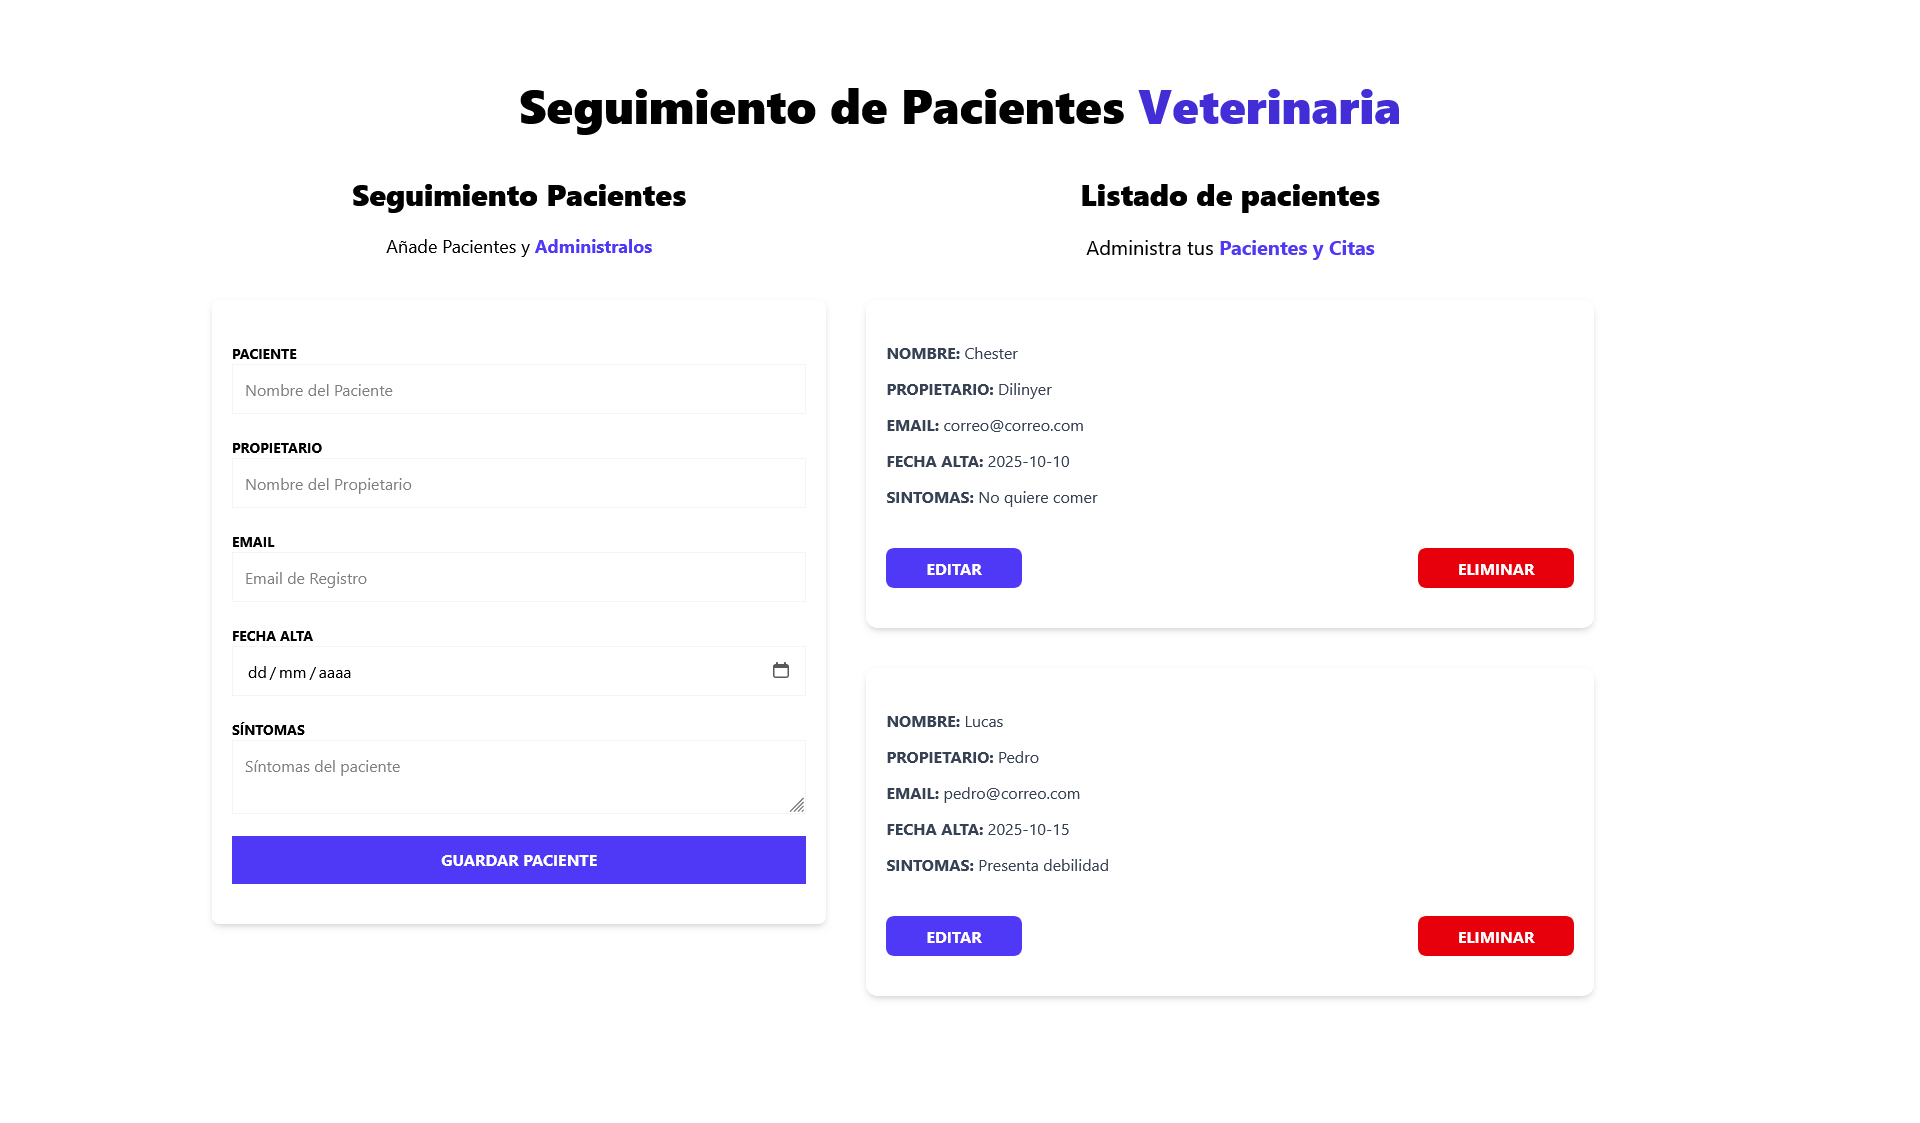 Seguimiento de Pacientes Veterinaria
Seguimiento Pacientes
Añade Pacientes y Administralos
PACIENTE
Nombre del Paciente
PROPIETARIO
Nombre del Propietario
EMAIL
Email de Registro
FECHA ALTA
dd/mm/aaaa
SÍNTOMAS
Síntomas del paciente
GUARDAR PACIENTE
Listado de pacientes
Administra tus Pacientes y Citas
NOMBRE: Chester
PROPIETARIO: Dilinyer
EMAIL: correo@correo.com
FECHA ALTA: 2025-10-10
SINTOMAS: No quiere comer
EDITAR
ELIMINAR
NOMBRE: Lucas
PROPIETARIO: Pedro
EMAIL: pedro@correo.com
FECHA ALTA: 2025-10-15
SINTOMAS: Presenta debilidad
EDITAR
ELIMINAR